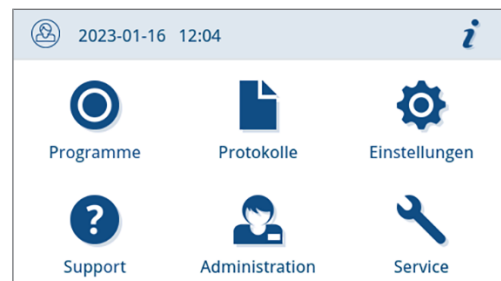 2023-01-16 12:04 i
Programme Protokolle Einstellungen
?
Support Administration Service